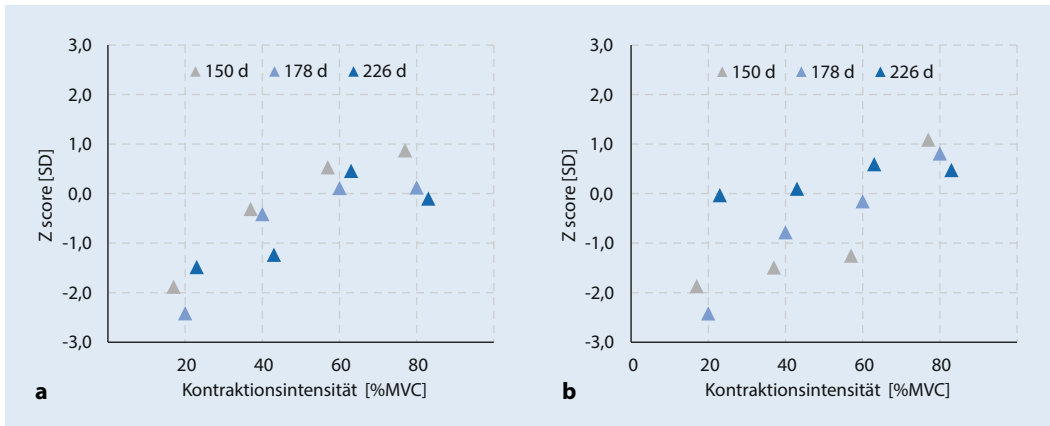 3,0
2,0
1,0
0,0
-1,0
-2,0
-3,0
Z score [SD]
150 d 178 d 226 d
20 40 60 80
Kontraktionsintensität [%MVC]
a
3,0
2,0
1,0
0,0
-1,0
-2,0
-3,0
Z score [SD]
150 d 178 d 226 d
0 20 40 60 80
Kontraktionsintensität [%MVC]
b